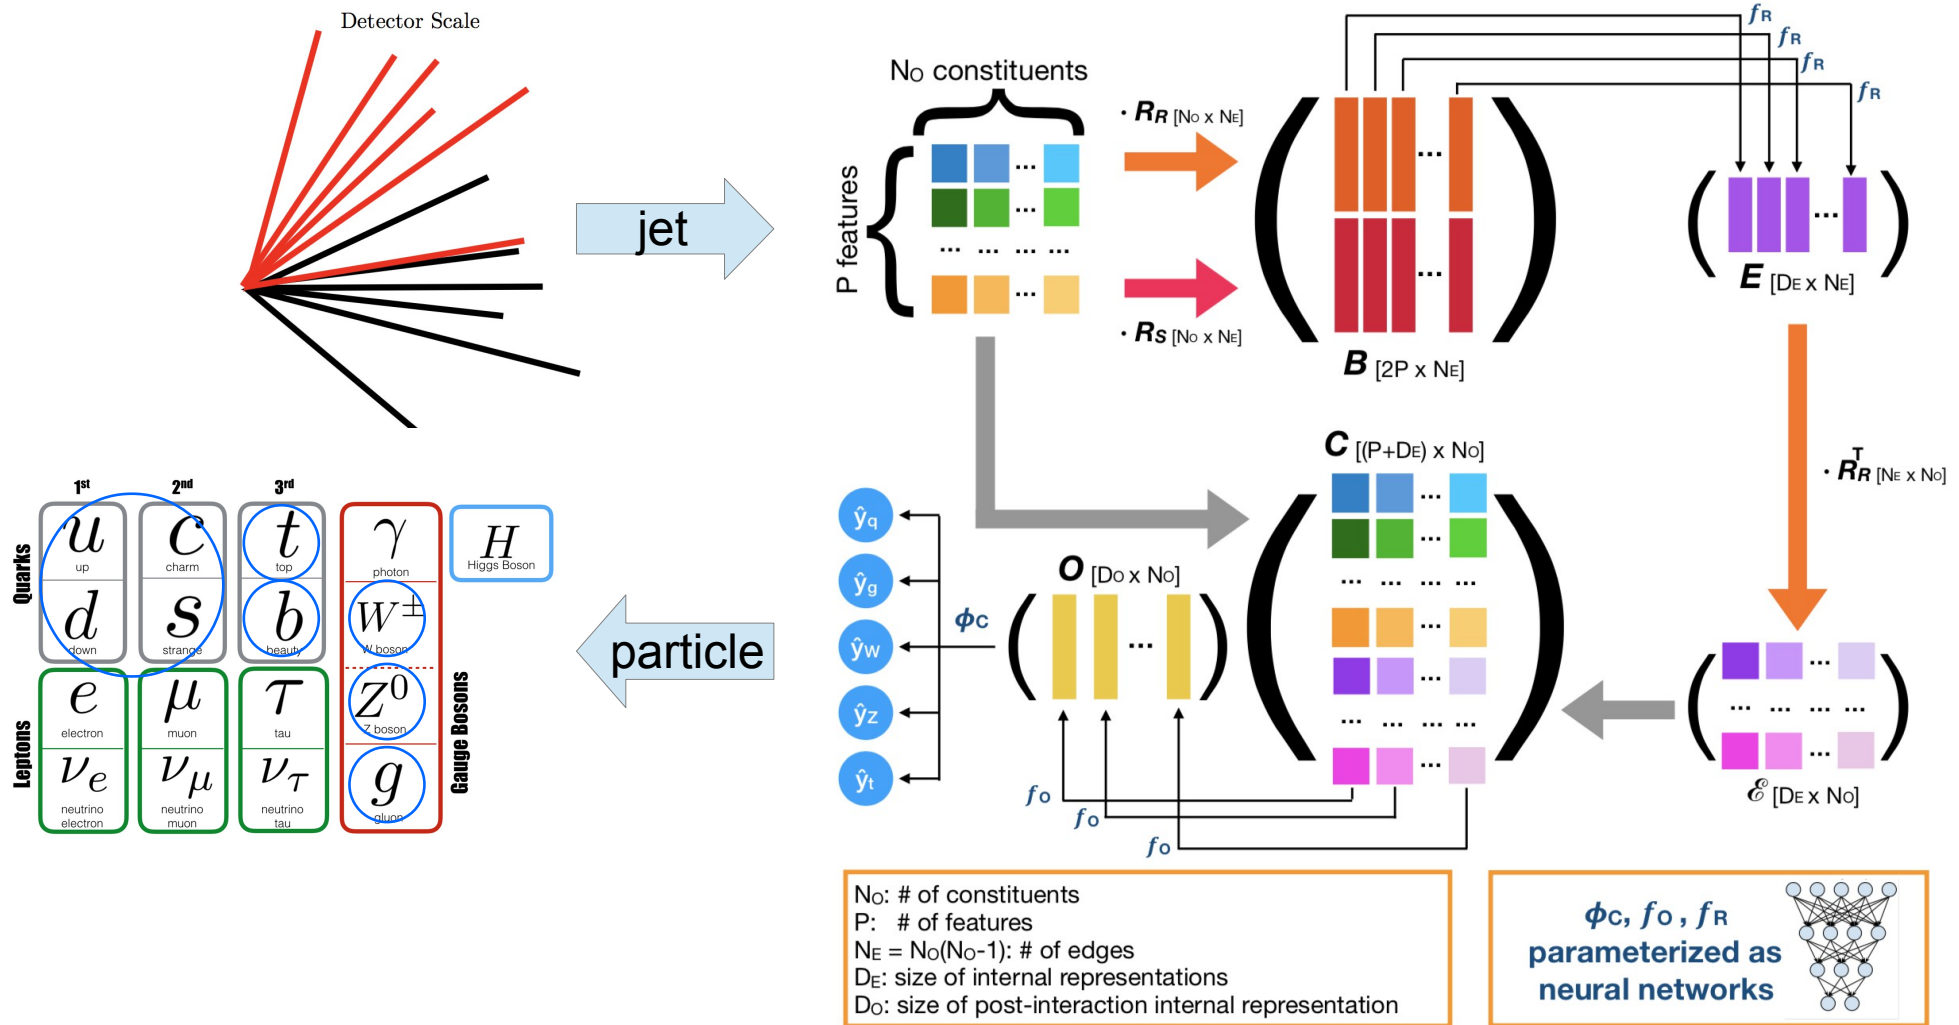 Detector Scale
jet
No constituents
P features
...
...
... ... ... ...
...
· RR [No x NE]
· RS [No x NE]
...
...
B [2P x NE]
fR
fR
fR
fR
...
E [DE x NE]
· RᵀR [NE x No]
... 
... ... ... ...
...
ℰ [DE x No]
C [(P+DE) x No]
...
...
... ... ... ...
...
...
... ... ... ...
...
fO
fO
fO
O [Do x No]
...
ϕC
ŷq
ŷg
ŷW
ŷZ
ŷt
particle
1st 2nd 3rd
Quarks
u c t γ H
up charm top photon Higgs Boson
d s b W±
down strange beauty W boson
Leptons
e μ τ Z0
electron muon tau Z boson
νe νμ ντ g
neutrino electron neutrino muon neutrino tau gluon
Gauge Bosons
No: # of constituents
P: # of features
NE = No(No-1): # of edges
DE: size of internal representations
Do: size of post-interaction internal representation
ϕC, fO , fR
parameterized as
neural networks